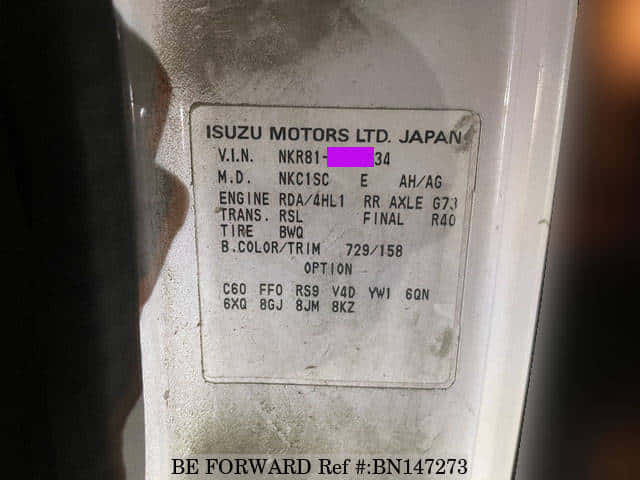 ISUZU MOTORS LTD. JAPAN
V.I.N. NKR81- 34
M.D. NKC1SC E AH/AG
ENGINE RDA/4HL1 RR AXLE G73
TRANS. RSL FINAL R40
TIRE BWQ
B.COLOR/TRIM 729/158
OPTION
C60 FF0 RS9 V4D YW1 6QN
6XQ 8GJ 8JM 8KZ
BE FORWARD Ref #:BN147273